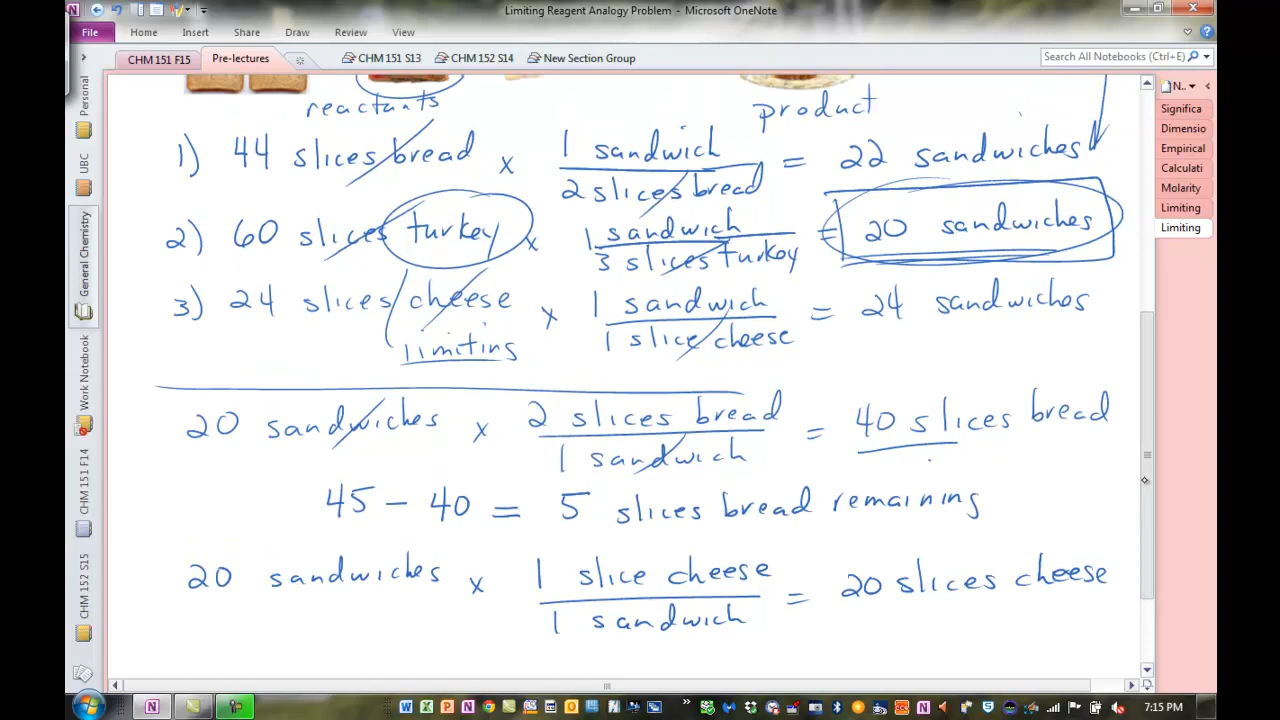 Limiting Reagent Analogy Problem - Microsoft OneNote
File Home Insert Share Draw Review View
CHM 151 F15 Pre-lectures CHM 151 S13 CHM 152 S14 New Section Group Search All Notebooks (Ctrl+E)
Personal
UBC
General Chemistry
Work Notebook
CHM 151 F14
CHM 152 S15
reactants product
1) 44 slices bread x 1 sandwich / 2 slices bread = 22 sandwiches
2) 60 slices turkey x 1 sandwich / 3 slices turkey = 20 sandwiches
3) 24 slices cheese x 1 sandwich / 1 slice cheese = 24 sandwiches
limiting
20 sandwiches x 2 slices bread / 1 sandwich = 40 slices bread
45 - 40 = 5 slices bread remaining
20 sandwiches x 1 slice cheese / 1 sandwich = 20 slices cheese
N..
Significa
Dimensio
Empirical
Calculati
Molarity
Limiting
Limiting
7:15 PM